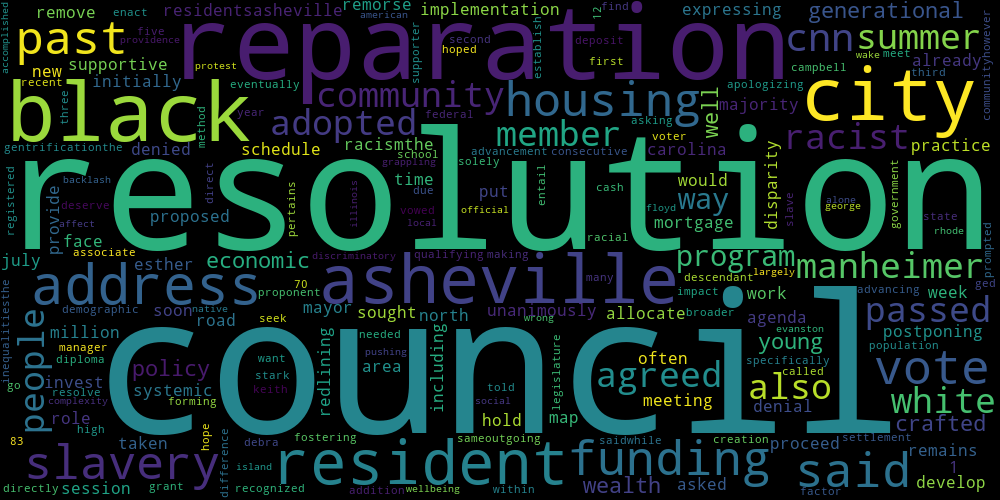 accomplished
remove
enact
residentsasheville
remorse
american
implementation
12
find
expressing
generational
past
five
providence
reparation
supporter
second
hoped
establish
deposit
cnn
summer
new
supportive
recent
protest
first
campbell
wake
meet
already
communityhowever
black
initially
three
method
eventually
year
community
federal
housing
asking
well
apologizing
majority
third
city
gentrificationthe
denied
adopted
schedule
racismthe
school
grappling
member
advancement
consecutive
solely
voter
carolina
racist
practice
registered
backlash
deserve
affect
provide
direct
pertains
time
due
vowed
local
illinois
qualifying
official
entail
cash
would
way
floyd
mortgage
disparity
slave
alone
george
government
state
rhode
resolution
proposed
face
associate
july
esther
economic
discriminatory
making
racial
many
program
descendant
largely
manheimer
prompted
ged
address
asheville
proponent
70
impact
work
advancing
week
inequalitiesthe
demographic
soon
native
seek
mayor
sought
north
unanimously
wrong
allocate
broader
agenda
evanston
passed
people
million
road
manager
diploma
want
stark
redlining
needed
pushing
area
including
legislature
often
meeting
young
specifically
called
population
postponing
council
go
invest
resolve
complexity
policy
systemic
forming
keith
told
social
agreed
also
vote
denial
white
role
high
83
hope
hold
map
crafted
taken
difference
debra
fostering
sameoutgoing
saidwhile
creation
settlement
proceed
remains
slavery
island
resident
funding
asked
said
1
directly
session
grant
recognized
addition
wellbeing
within
wealth
factor
develop